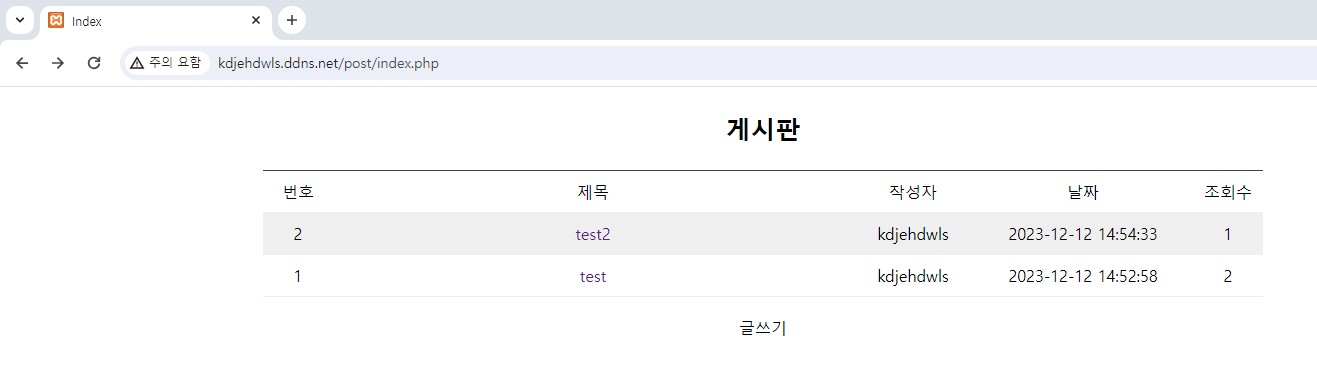 Index
주의 요함 kdjehdwls.ddns.net/post/index.php
게시판
번호 제목 작성자 날짜 조회수
2 test2 kdjehdwls 2023-12-12 14:54:33 1
1 test kdjehdwls 2023-12-12 14:52:58 2
글쓰기